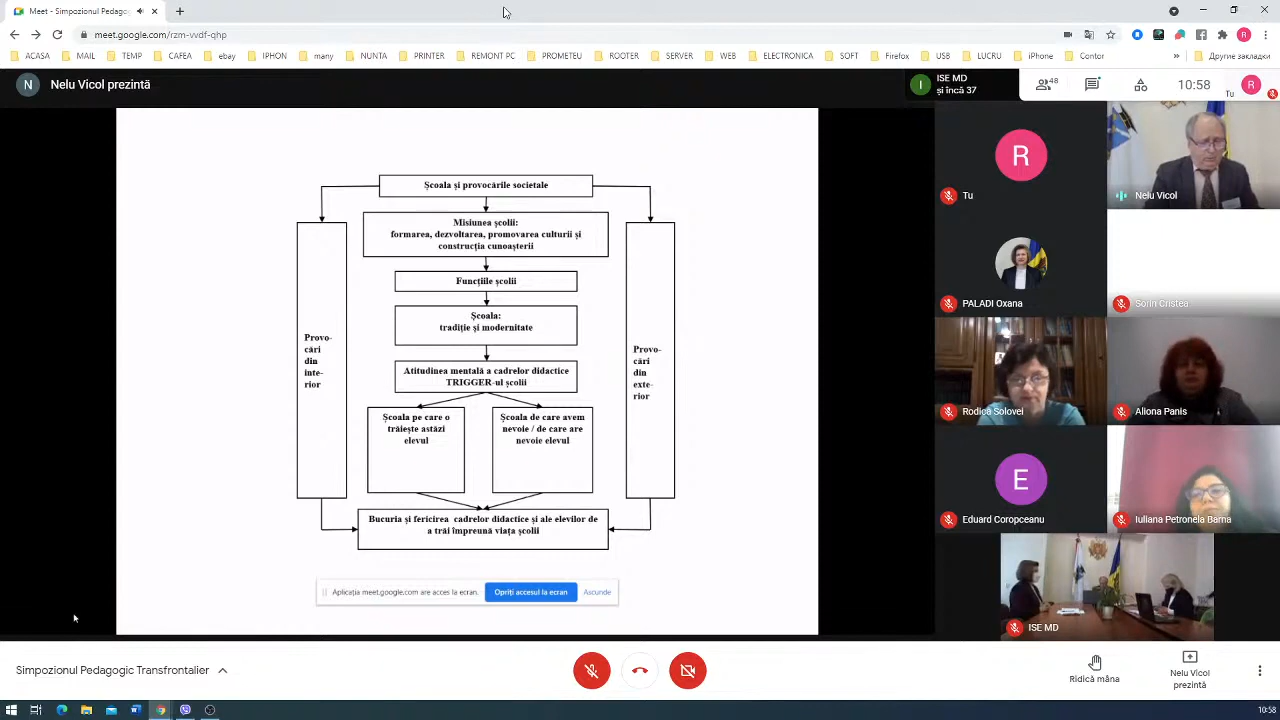 Meet - Simpozionul Pedagog
meet.google.com/rzm-vvdf-qhp
ACASA MAIL TEMP CAFEA ebay IPHON many NUNTA PRINTER REMONT PC PROMETEU ROOTER SERVER WEB ELECTRONICA SOFT Firefox USB LUCRU iPhone Contor » Другие закладки
N Nelu Vicol prezintă
I ISE MD
și încă 37
48
10:58
Tu
R
Școala și provocările societale
Misiunea școlii:
formarea, dezvoltarea, promovarea culturii și
construcția cunoașterii
Funcțiile școlii
Școala:
tradiție și modernitate
Atitudinea mentală a cadrelor didactice
TRIGGER-ul școlii
Provo-
cări
din
inte-
rior
Școala pe care o
trăiește astăzi
elevul
Școala de care avem
nevoie / de care are
nevoie elevul
Provo-
cări
din
exte-
rior
Bucuria și fericirea cadrelor didactice și ale elevilor de
a trăi împreună viața școlii
Aplicația meet.google.com are acces la ecran. Opriți accesul la ecran Ascunde
R
Tu
Nelu Vicol
PALADI Oxana
Sorin Cristea
Rodica Solovei
Aliona Panis
E
Eduard Coropceanu
Iuliana Petronela Barna
ISE MD
Simpozionul Pedagogic Transfrontalier
Ridică mâna
Nelu Vicol
prezintă
10:58